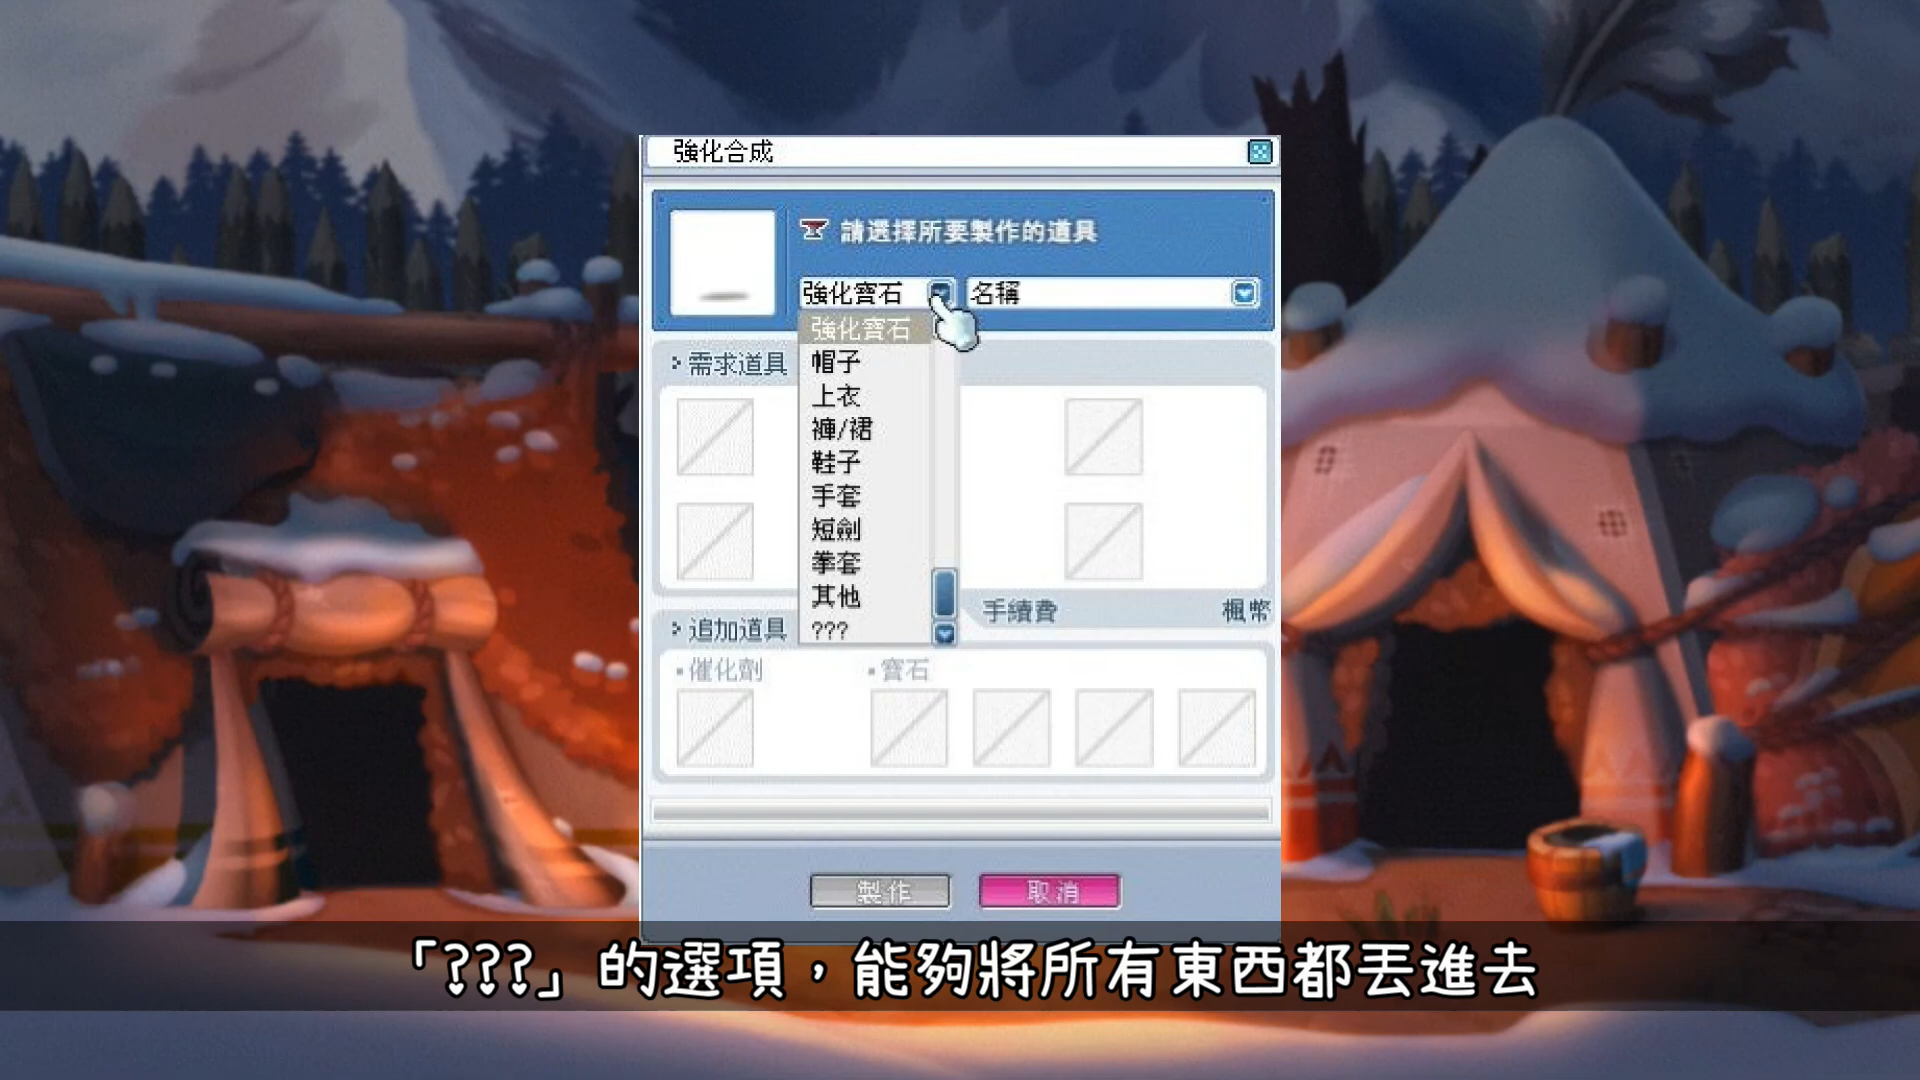 強化合成
請選擇所要製作的道具
強化寶石 名稱
強化寶石
帽子
上衣
褲/裙
鞋子
手套
短劍
拳套
其他
???
需求道具
手續費 楓幣
追加道具
催化劑 寶石
製作 取消
「???」的選項,能夠將所有東西都丟進去